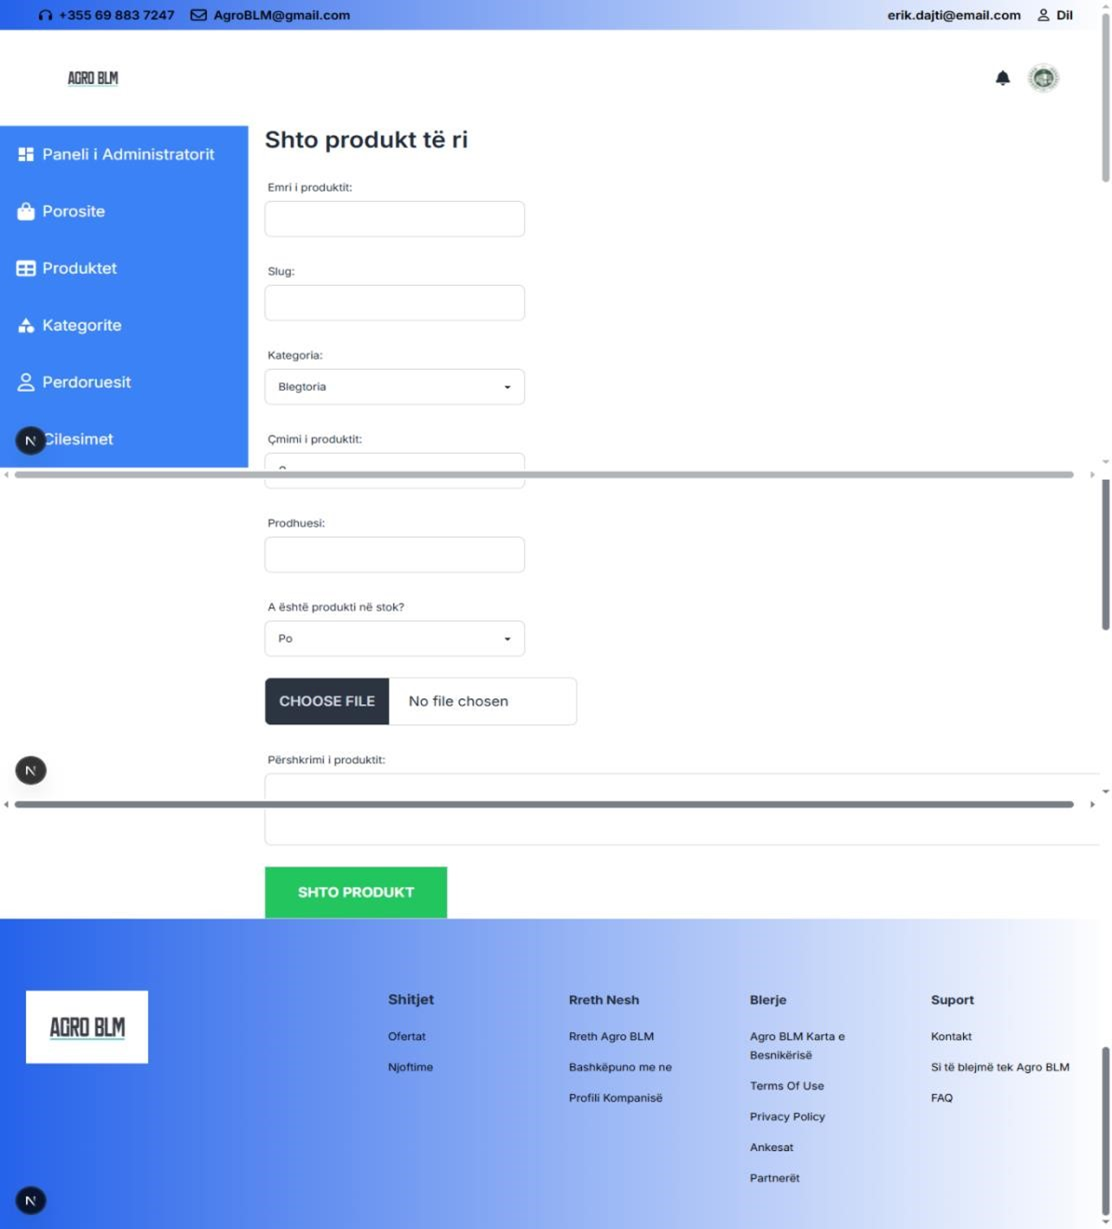 +355 69 883 7247 AgroBLM@gmail.com erik.dajti@email.com Dil
AGRO BLM
Shto produkt të ri
Paneli i Administratorit
Porosite
Produktet
Kategorite
Perdoruesit
N Cilesimet
Emri i produktit:
Slug:
Kategoria:
Blegtoria
Çmimi i produktit:
Prodhuesi:
A është produkti në stok?
Po
CHOOSE FILE No file chosen
Përshkrimi i produktit:
N
SHTO PRODUKT
AGRO BLM
Shitjet
Ofertat
Njoftime
Rreth Nesh
Rreth Agro BLM
Bashkëpuno me ne
Profili Kompanisë
Blerje
Agro BLM Karta e
Besnikërisë
Terms Of Use
Privacy Policy
Ankesat
Partnerët
Suport
Kontakt
Si të blejmë tek Agro BLM
FAQ
N